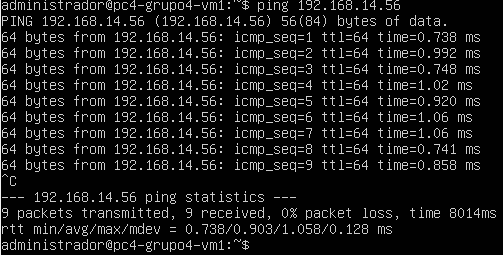 administrador@pc4-grupo4-vm1:~$ ping 192.168.14.56
PING 192.168.14.56 (192.168.14.56) 56(84) bytes of data.
64 bytes from 192.168.14.56: icmp_seq=1 ttl=64 time=0.738 ms
64 bytes from 192.168.14.56: icmp_seq=2 ttl=64 time=0.992 ms
64 bytes from 192.168.14.56: icmp_seq=3 ttl=64 time=0.748 ms
64 bytes from 192.168.14.56: icmp_seq=4 ttl=64 time=1.02 ms
64 bytes from 192.168.14.56: icmp_seq=5 ttl=64 time=0.920 ms
64 bytes from 192.168.14.56: icmp_seq=6 ttl=64 time=1.06 ms
64 bytes from 192.168.14.56: icmp_seq=7 ttl=64 time=1.06 ms
64 bytes from 192.168.14.56: icmp_seq=8 ttl=64 time=0.741 ms
64 bytes from 192.168.14.56: icmp_seq=9 ttl=64 time=0.858 ms
^C
--- 192.168.14.56 ping statistics ---
9 packets transmitted, 9 received, 0% packet loss, time 8014ms
rtt min/avg/max/mdev = 0.738/0.903/1.058/0.128 ms
administrador@pc4-grupo4-vm1:~$